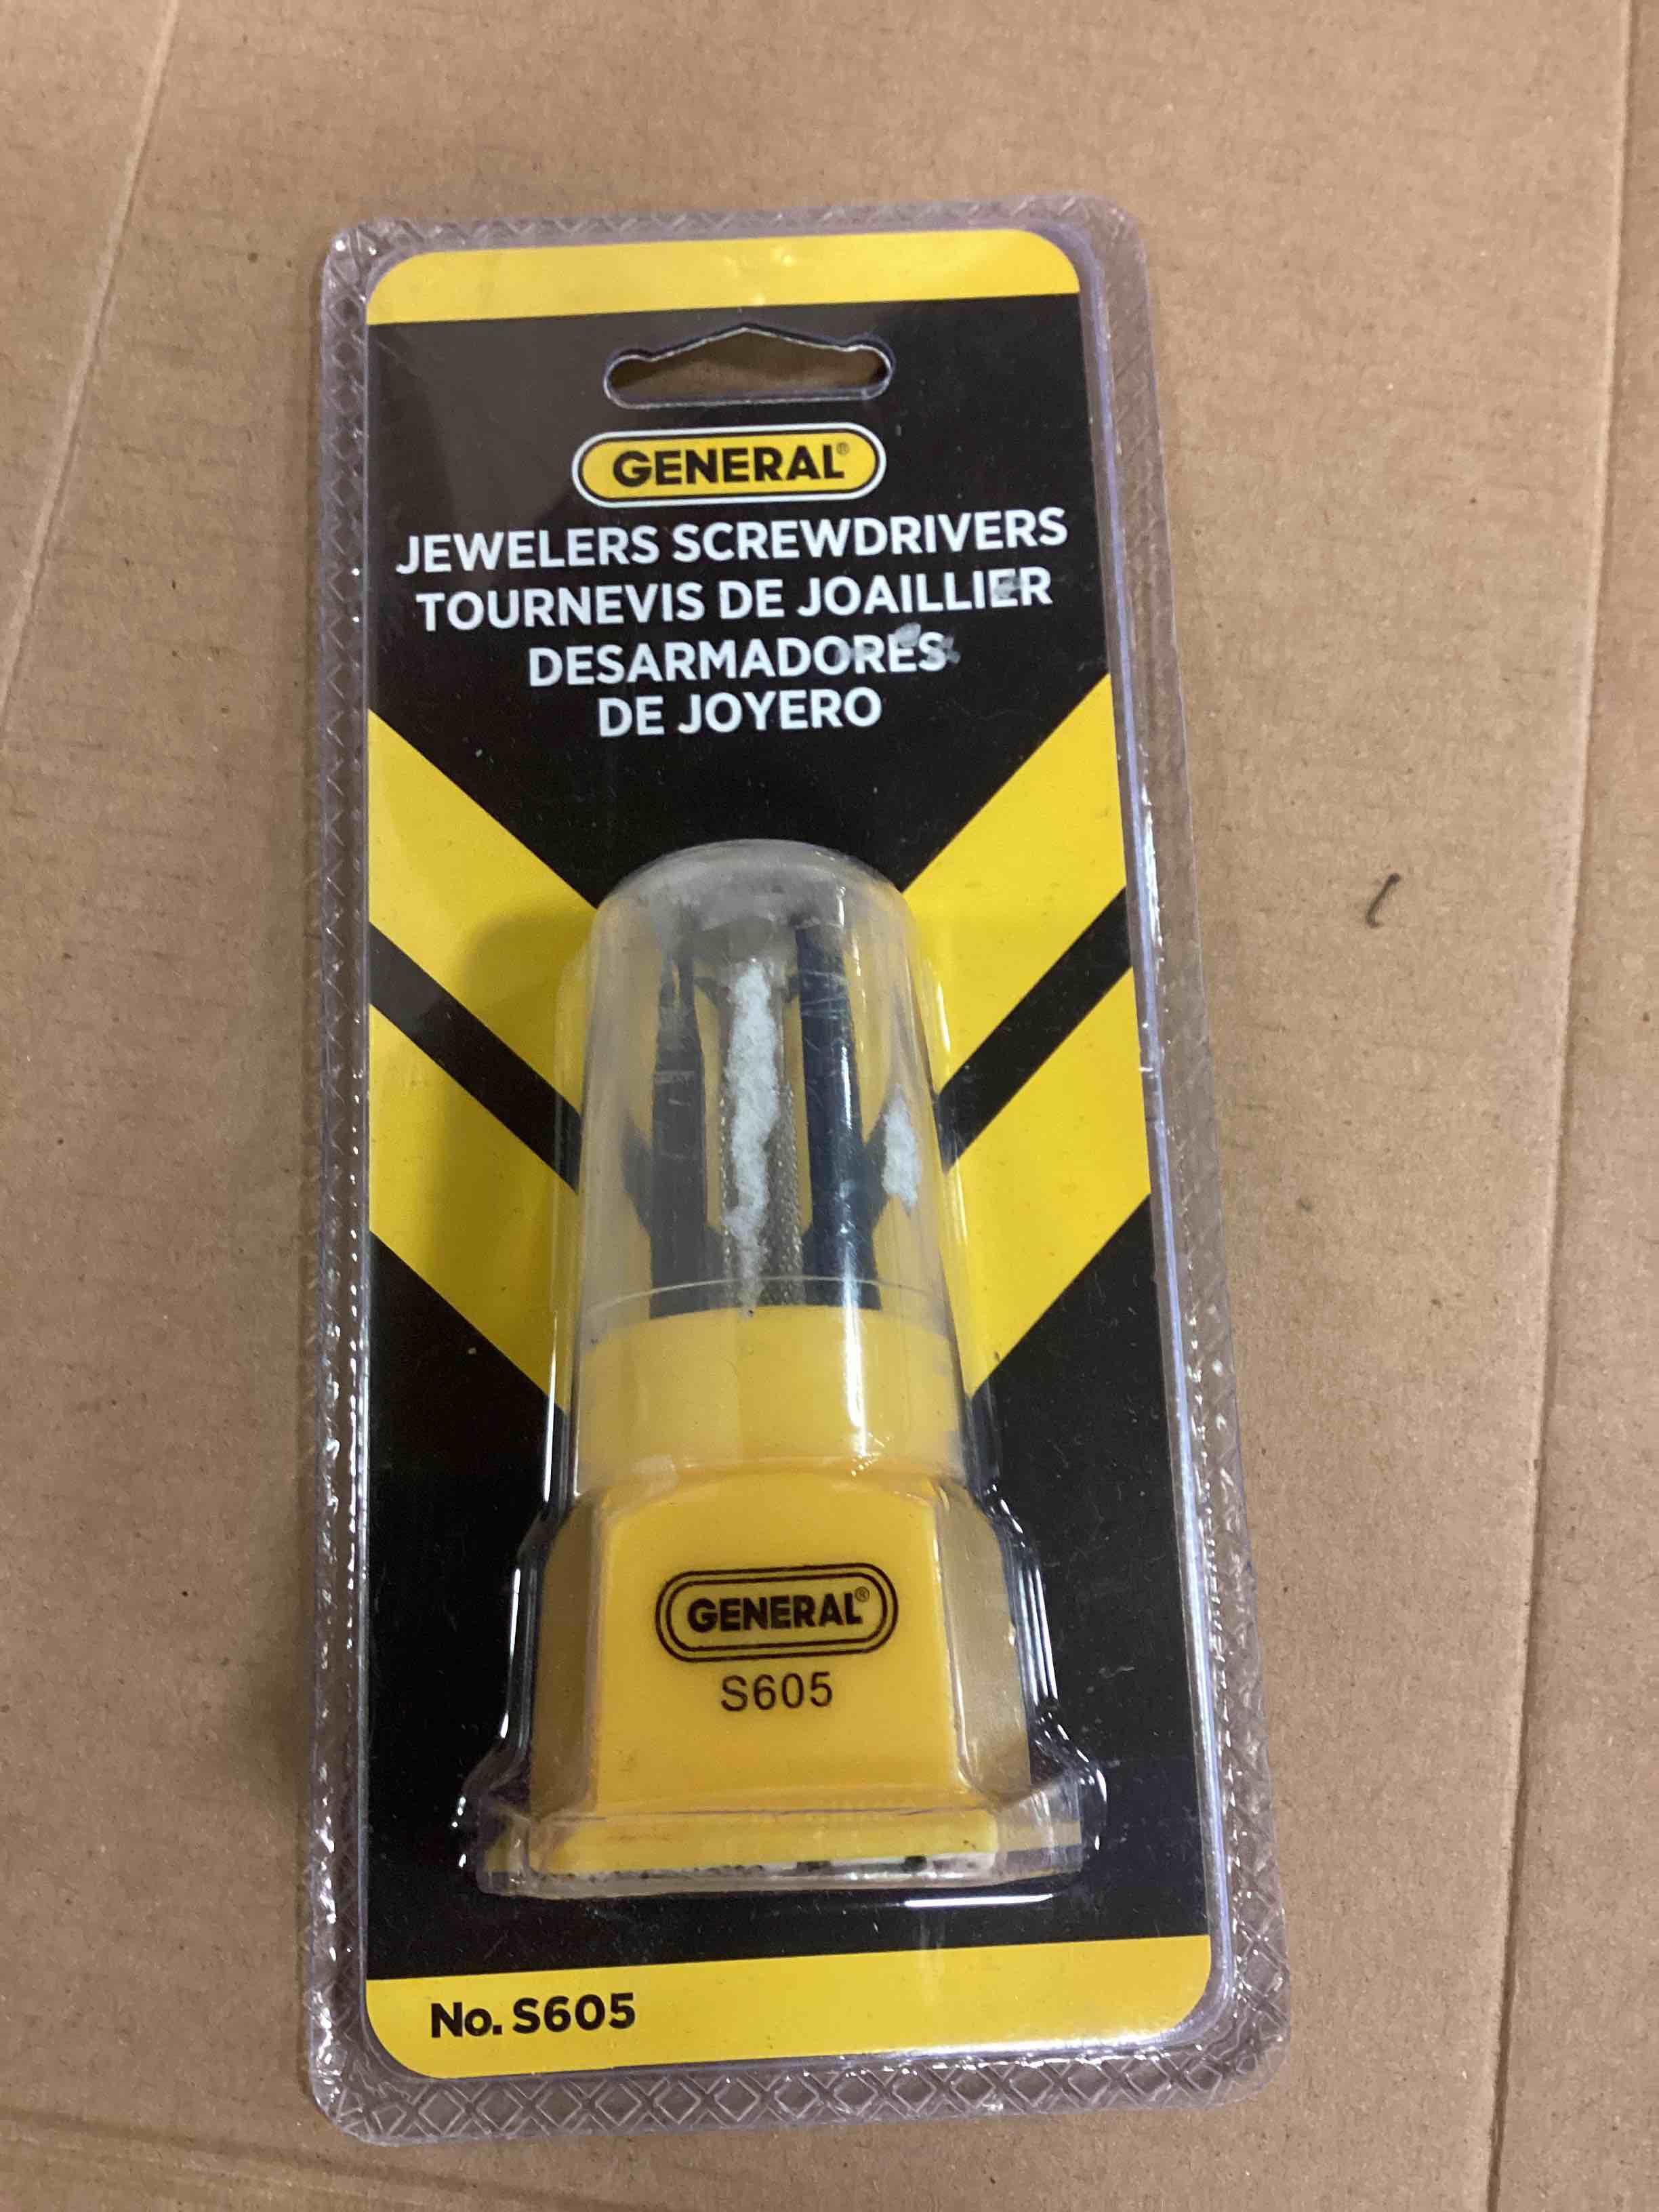 GENERAL®
JEWELERS SCREWDRIVERS
TOURNEVIS DE JOAILLIER
DESARMADORES
DE JOYERO
GENERAL®
S605
No. S605